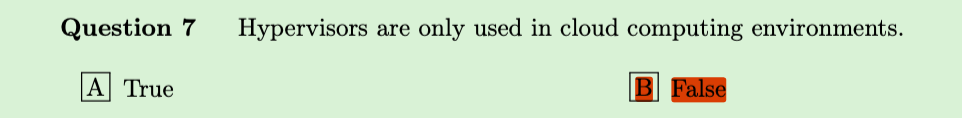 Question 7 Hypervisors are only used in cloud computing environments.
A True B False